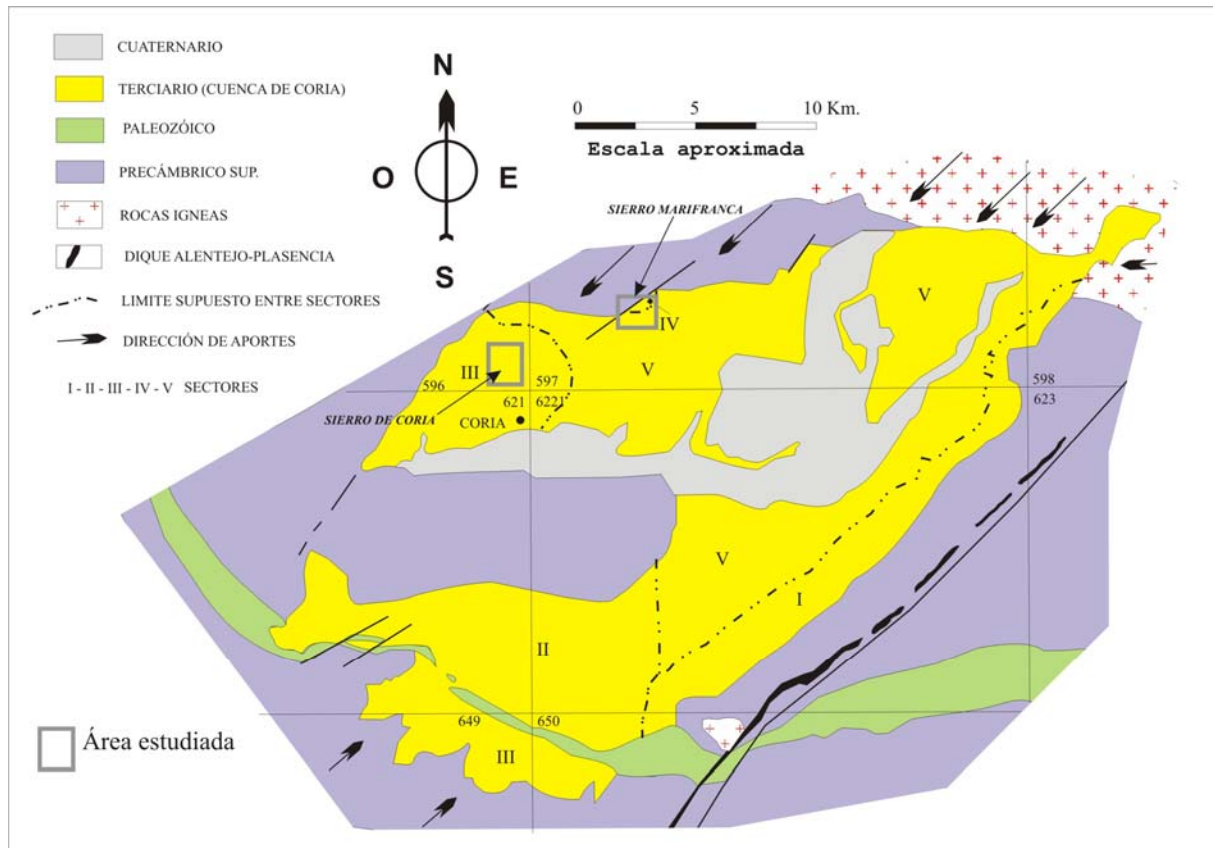 CUATERNARIO
TERCIARIO (CUENCA DE CORIA)
PALEOZÓICO
PRECÁMBRICO SUP.
ROCAS IGNEAS
DIQUE ALENTEJO-PLASENCIA
LIMITE SUPUESTO ENTRE SECTORES
DIRECCIÓN DE APORTES
I - II - III - IV - V SECTORES
N
O E
S
0 5 10 Km.
Escala aproximada
SIERRO MARIFRANCA
V
IV
III
V
596 597
598
621 6221
623
SIERRO DE CORIA
CORIA
V
I
II
649 650
III
Área estudiada